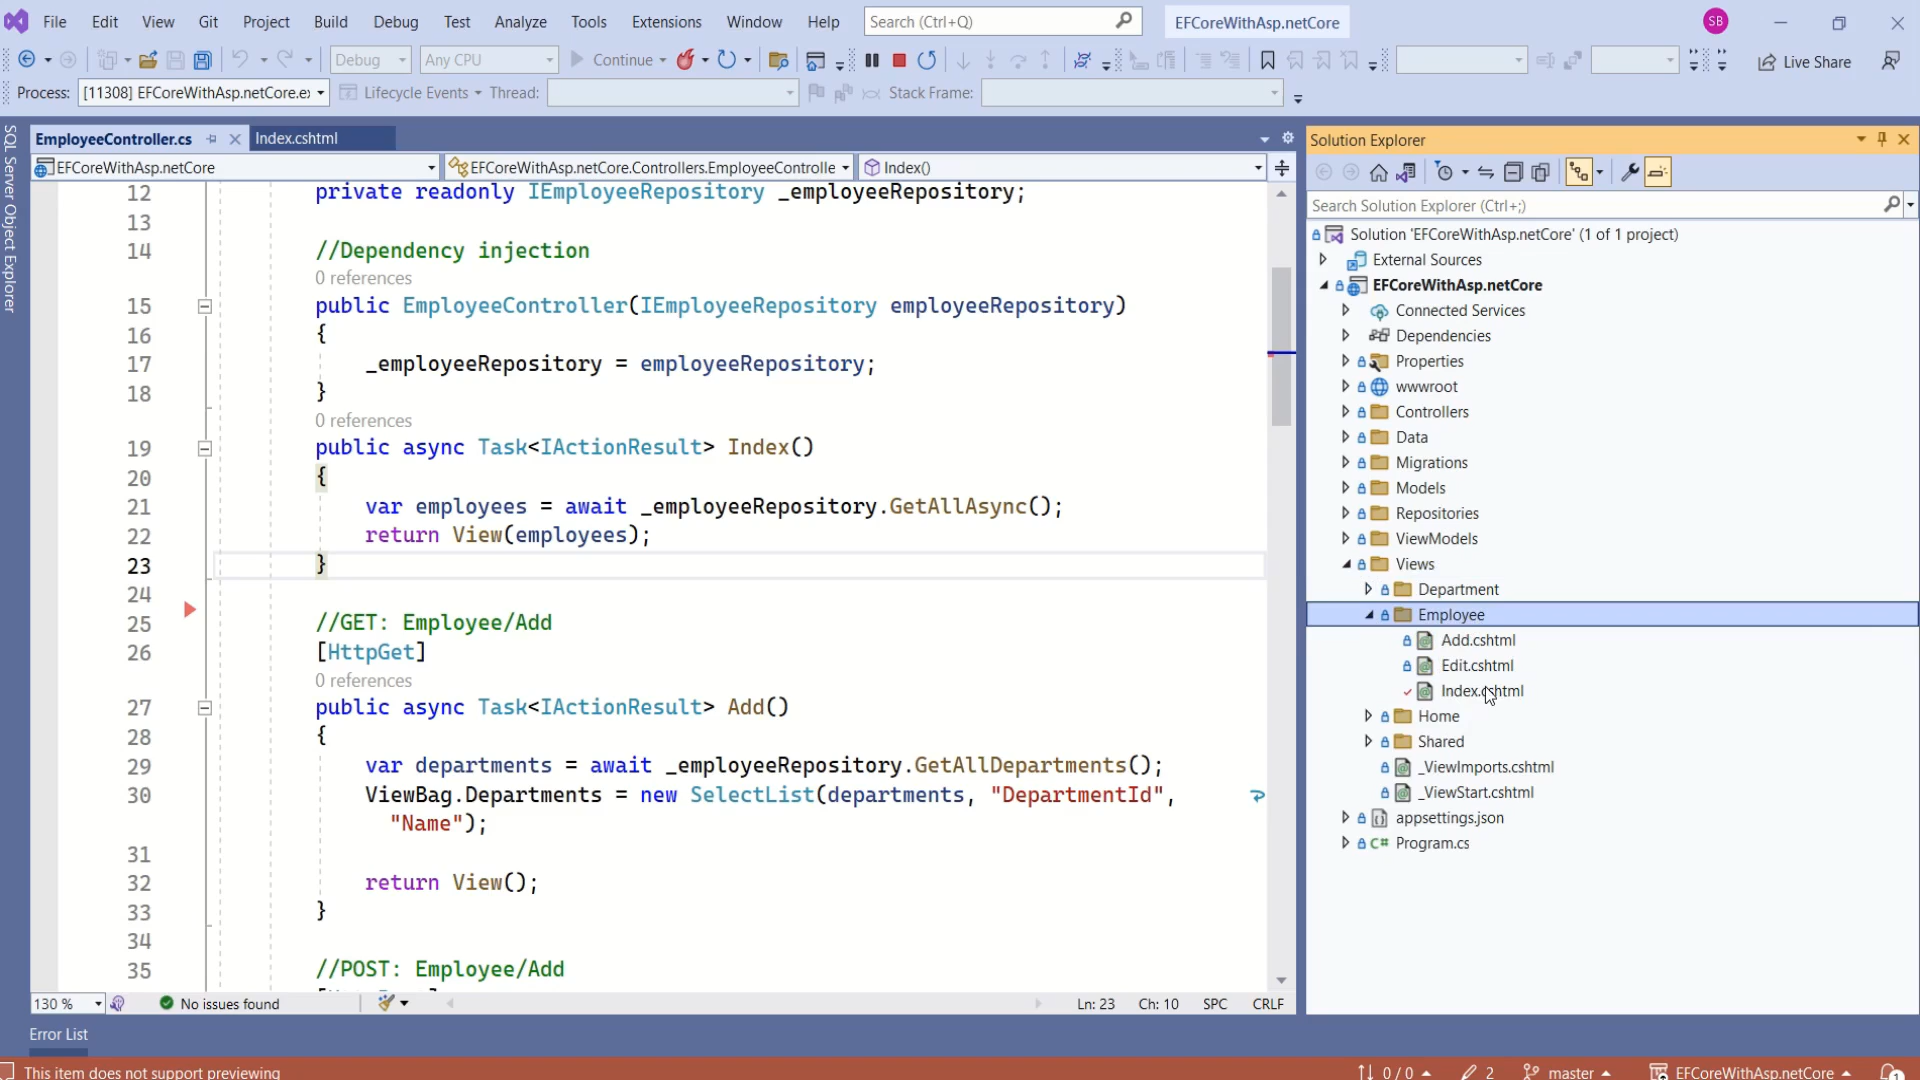 File Edit View Git Project Build Debug Test Analyze Tools Extensions Window Help Search (Ctrl+Q) EFCoreWithAsp.netCore SB
Debug Any CPU Continue Live Share
Process: [11308] EFCoreWithAsp.netCore.ex Lifecycle Events Thread: Stack Frame:
SQL Server Object Explorer
EmployeeController.cs Index.cshtml
EFCoreWithAsp.netCore EFCoreWithAsp.netCore.Controllers.EmployeeControlle Index()
12 private readonly IEmployeeRepository _employeeRepository;
13
14 //Dependency injection
0 references
15 public EmployeeController(IEmployeeRepository employeeRepository)
16 {
17 _employeeRepository = employeeRepository;
18 }
0 references
19 public async Task<IActionResult> Index()
20 {
21 var employees = await _employeeRepository.GetAllAsync();
22 return View(employees);
23 }
24
25 //GET: Employee/Add
26 [HttpGet]
0 references
27 public async Task<IActionResult> Add()
28 {
29 var departments = await _employeeRepository.GetAllDepartments();
30 ViewBag.Departments = new SelectList(departments, "DepartmentId",
"Name");
31
32 return View();
33 }
34
35 //POST: Employee/Add
130 % No issues found Ln: 23 Ch: 10 SPC CRLF
Error List
This item does not support previewing 0 / 0 2 master EFCoreWithAsp.netCore 1
Solution Explorer
Search Solution Explorer (Ctrl+;)
Solution 'EFCoreWithAsp.netCore' (1 of 1 project)
External Sources
EFCoreWithAsp.netCore
Connected Services
Dependencies
Properties
wwwroot
Controllers
Data
Migrations
Models
Repositories
ViewModels
Views
Department
Employee
Add.cshtml
Edit.cshtml
Index.cshtml
Home
Shared
_ViewImports.cshtml
_ViewStart.cshtml
appsettings.json
C# Program.cs